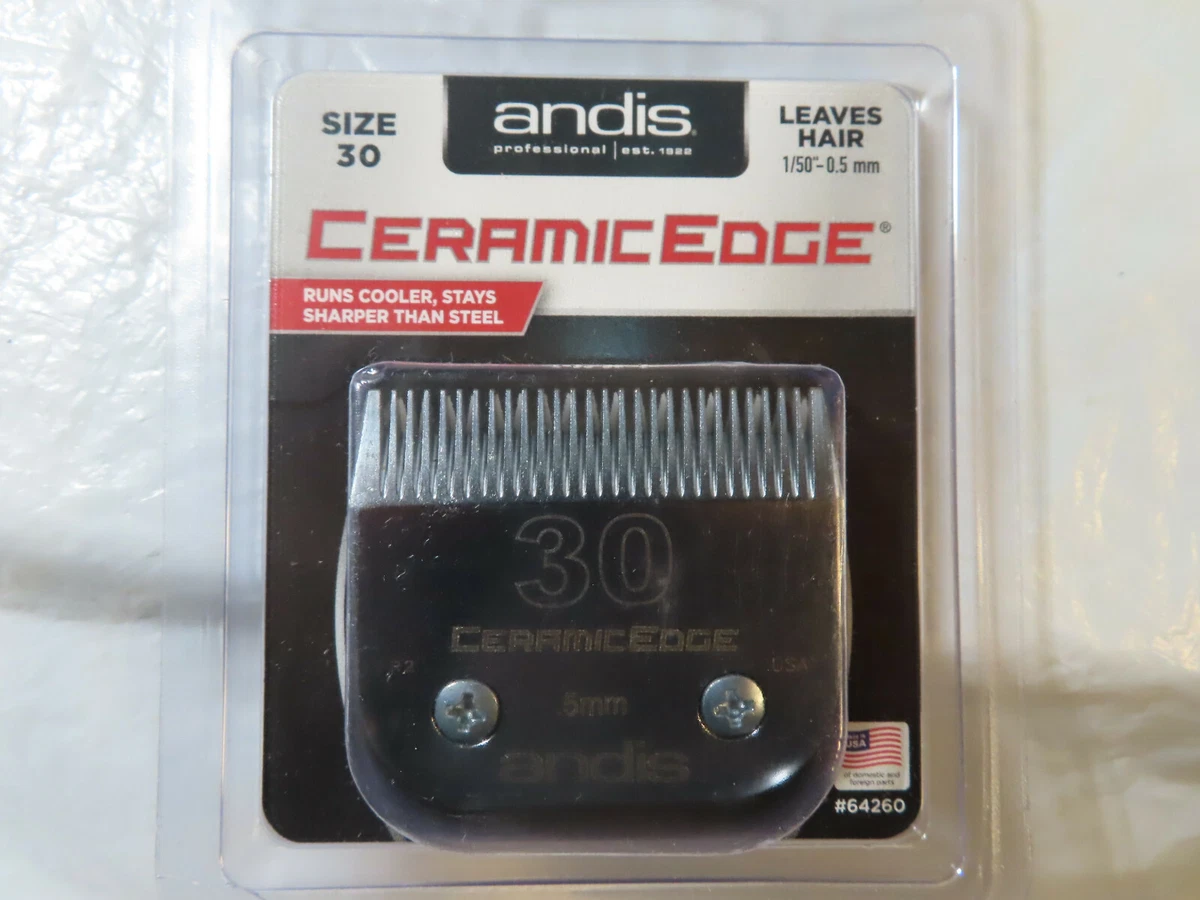 SIZE
30
andis®
professional | est. 1922
LEAVES
HAIR
1/50"-0.5 mm
CERAMICEDGE®
RUNS COOLER, STAYS
SHARPER THAN STEEL
30
CERAMICEDGE
USA
.5mm
andis
USA
of domestic and
foreign parts
#64260